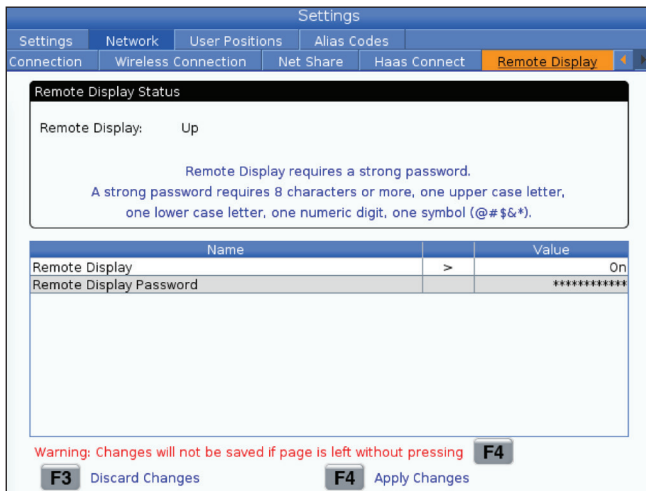 Settings
Settings Network User Positions Alias Codes
Connection Wireless Connection Net Share Haas Connect Remote Display
Remote Display Status
Remote Display: Up
Remote Display requires a strong password.
A strong password requires 8 characters or more, one upper case letter,
one lower case letter, one numeric digit, one symbol (@#$&*).
Name Value
Remote Display > On
Remote Display Password ************
Warning: Changes will not be saved if page is left without pressing F4
F3 Discard Changes F4 Apply Changes